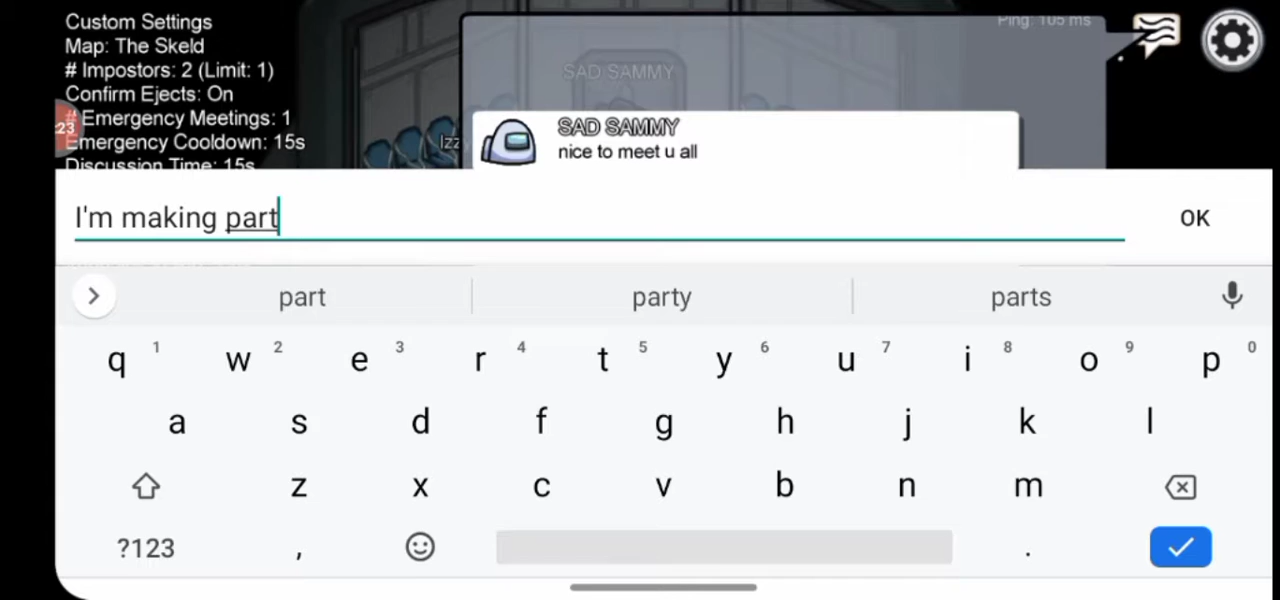 Custom Settings
Map: The Skeld
# Impostors: 2 (Limit: 1)
Confirm Ejects: On
# Emergency Meetings: 1
:23
Emergency Cooldown: 15s
Discussion Time: 15s
Ping: 105 ms
SAD SAMMY
Izz
SAD SAMMY
nice to meet u all
I'm making part
OK
part party parts
q 1 w 2 e 3 r 4 t 5 y 6 u 7 i 8 o 9 p 0
a s d f g h j k l
z x c v b n m
?123 , .